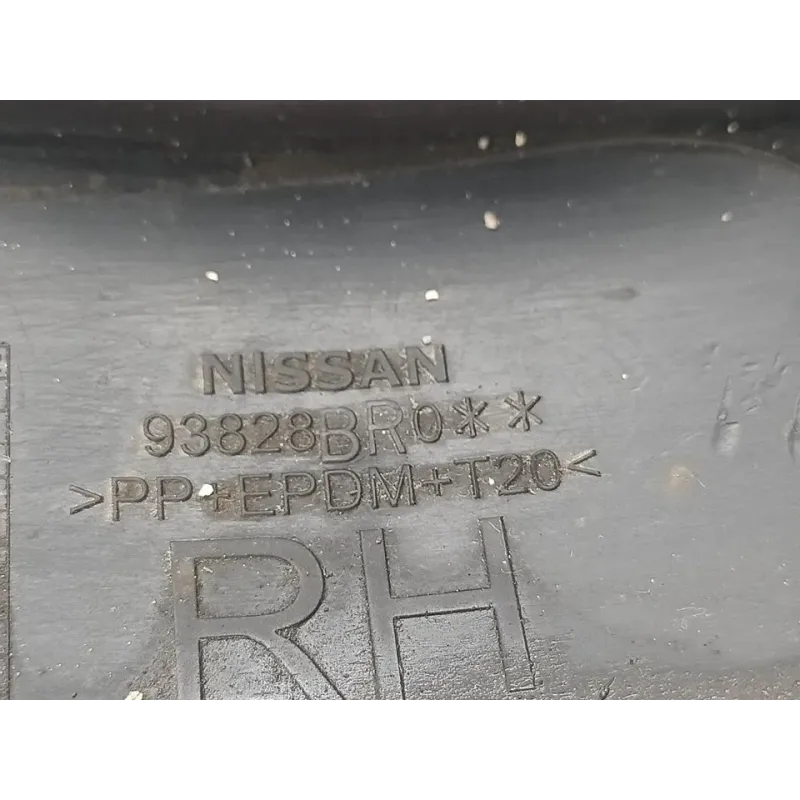 NISSAN
93828BR0**
>PP+EPDM+T20<
RH